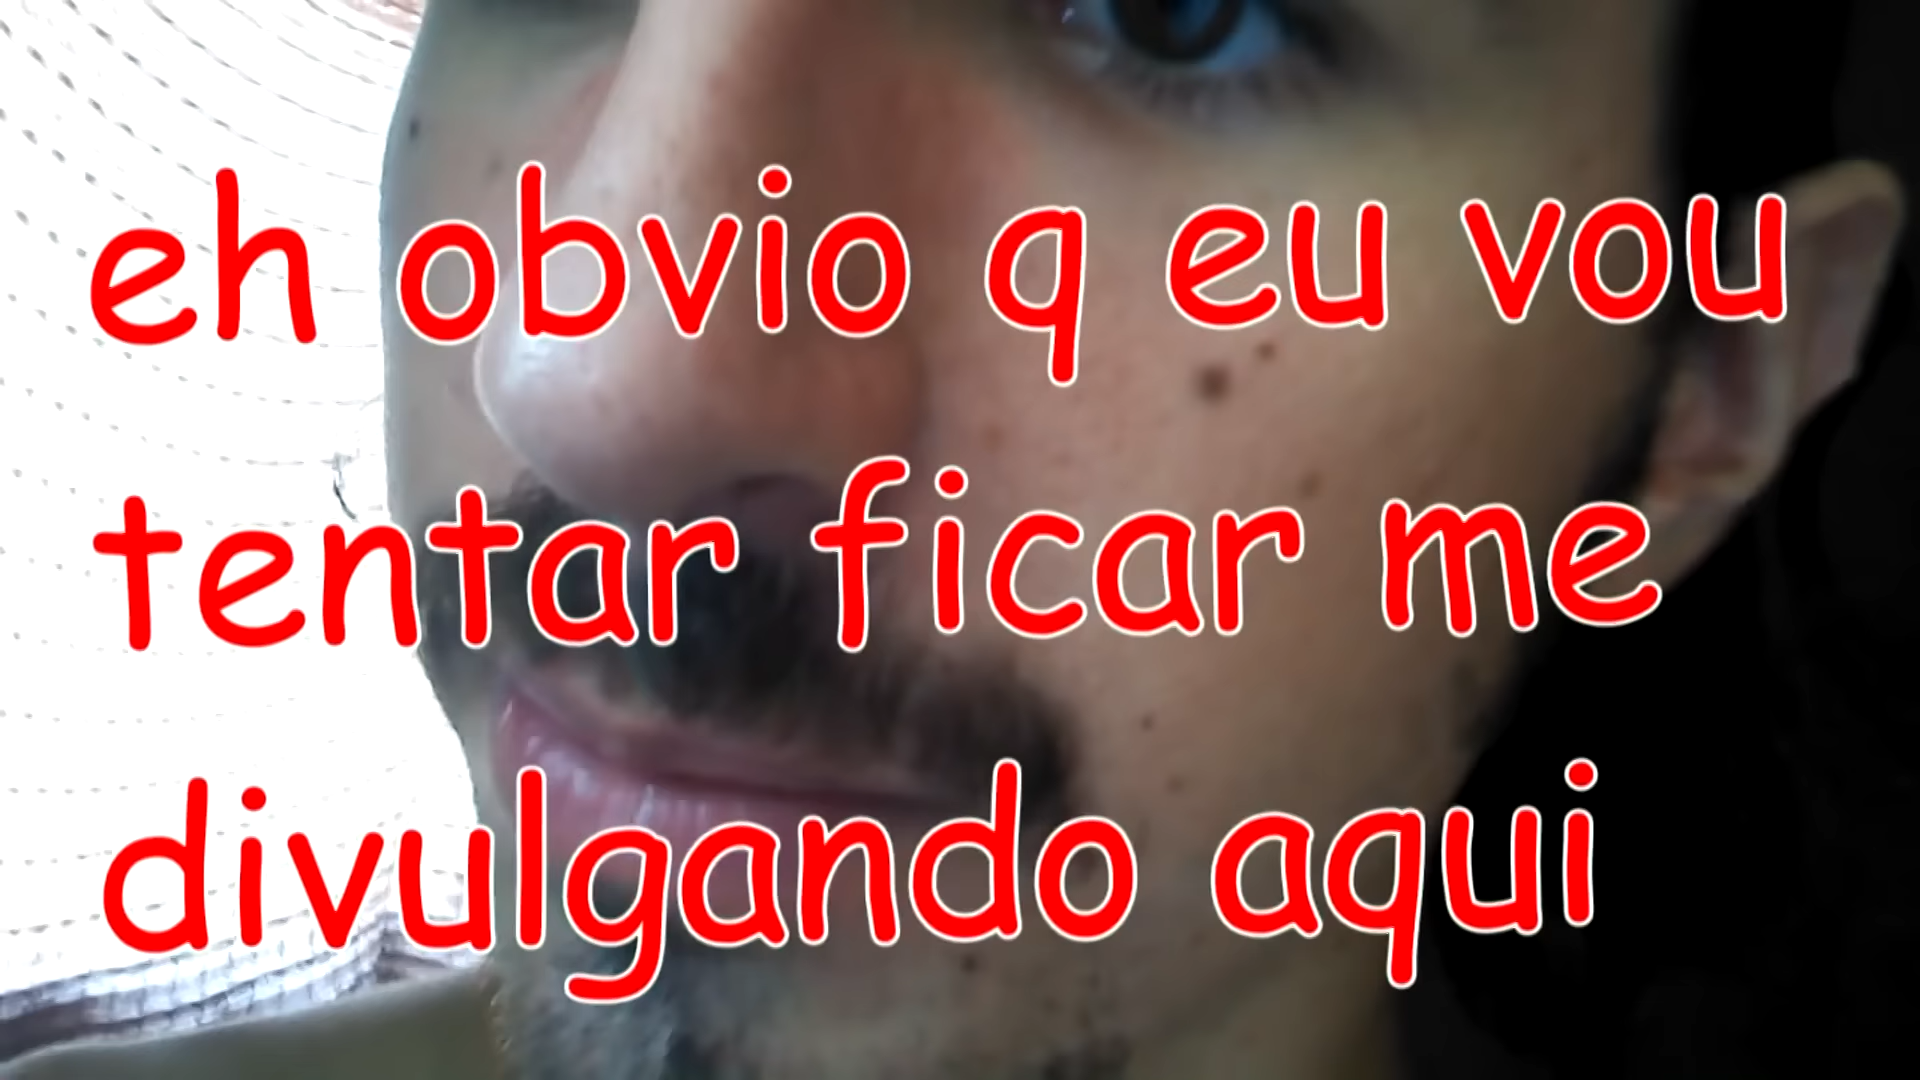 eh obvio q eu vou
tentar ficar me
divulgando aqui